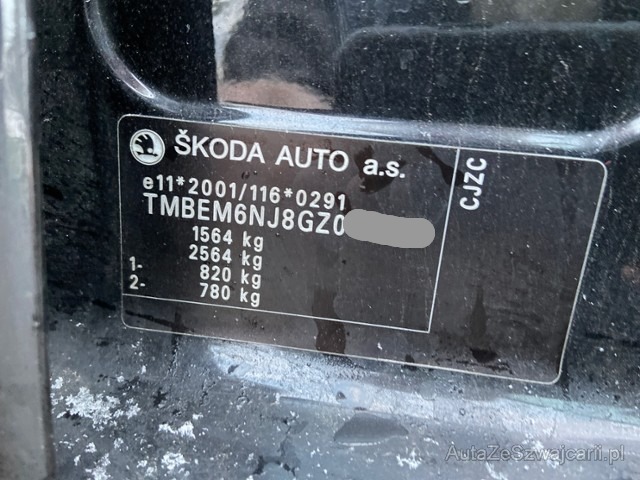 ŠKODA AUTO a.s.
e11*2001/116*0291
TMBEM6NJ8GZ0
1564 kg
2564 kg
1- 820 kg
2- 780 kg
CJZC
AutaZeSzwajcarii.pl